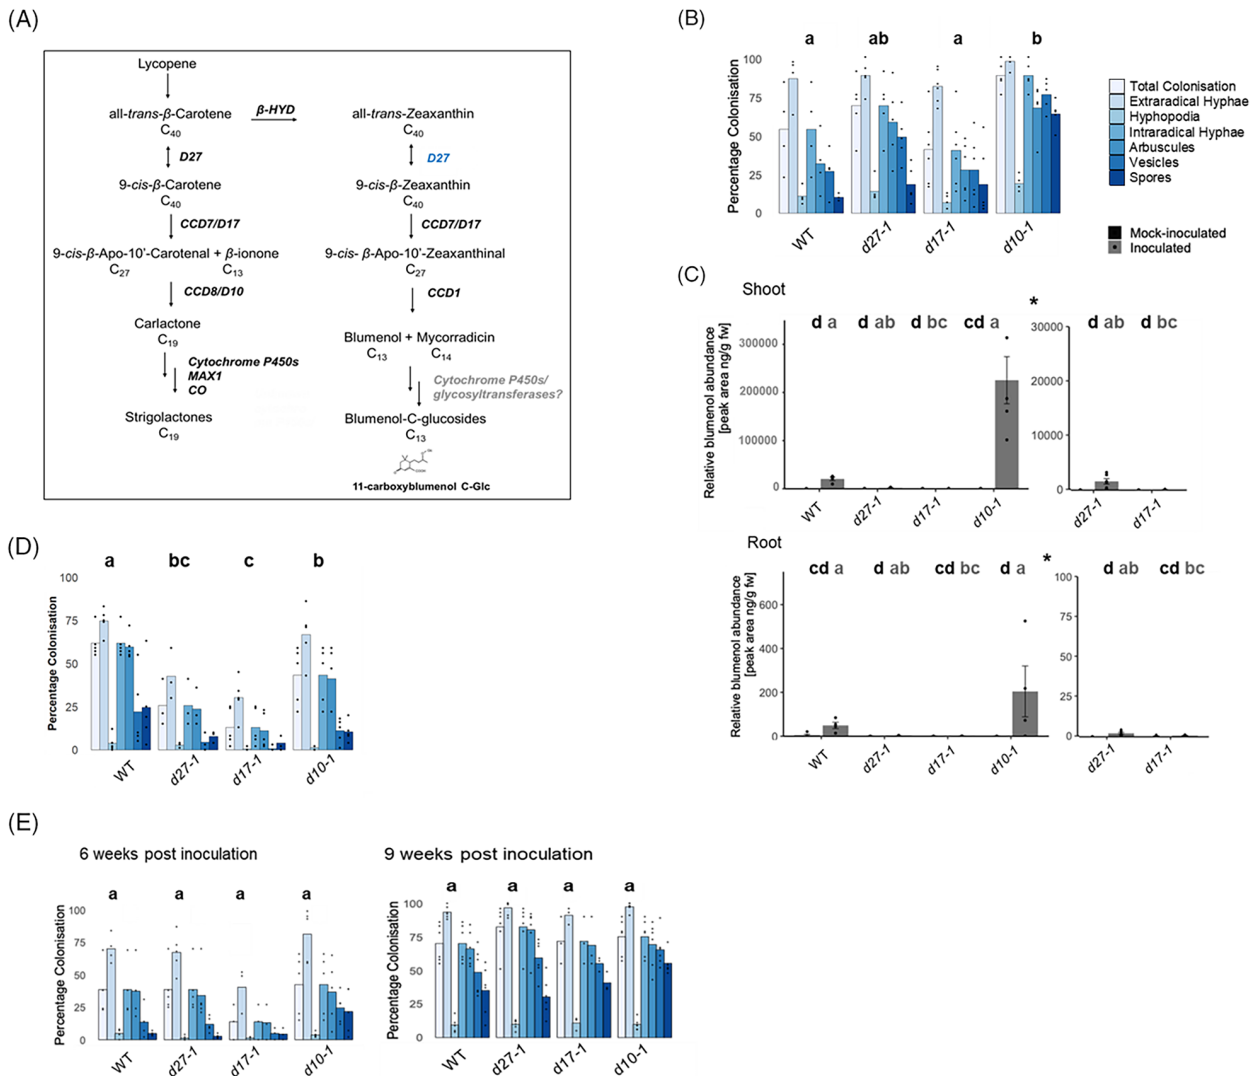 (A)
Lycopene
all-trans-β-Carotene
C40
β-HYD
all-trans-Zeaxanthin
C40
D27
D27
9-cis-β-Carotene
C40
9-cis-β-Zeaxanthin
C40
CCD7/D17
CCD7/D17
9-cis-β-Apo-10'-Carotenal + β-ionone
C27 C13
9-cis- β-Apo-10'-Zeaxanthinal
C27
CCD8/D10
CCD1
Carlactone
C19
Blumenol + Mycorradicin
C13 C14
Cytochrome P450s
MAX1
CO
Cytochrome P450s/
glycosyltransferases?
Strigolactones
C19
Blumenol-C-glucosides
C13
11-carboxyblumenol C-Glc
(B)
a ab a b
Percentage Colonisation
100
75
50
25
0
WT d27-1 d17-1 d10-1
Total Colonisation
Extraradical Hyphae
Hyphopodia
Intraradical Hyphae
Arbuscules
Vesicles
Spores
Mock-inoculated
Inoculated
(C)
Shoot
*
d a d ab d bc cd a
d ab d bc
Relative blumenol abundance
[peak area ng/g fw]
300000
300000
200000
100000
0
30000
20000
10000
0
WT d27-1 d17-1 d10-1
d27-1 d17-1
Root
*
cd a d ab cd bc d a
d ab cd bc
Relative blumenol abundance
[peak area ng/g fw]
600
400
200
0
100
50
50
25
0
WT d27-1 d17-1 d10-1
d27-1 d17-1
(D)
a bc c b
Percentage Colonisation
100
75
50
25
0
WT d27-1 d17-1 d10-1
(E)
6 weeks post inoculation
a a a a
Percentage Colonisation
100
75
50
25
0
WT d27-1 d17-1 d10-1
9 weeks post inoculation
a a a a
Percentage Colonisation
100
75
50
25
0
WT d27-1 d17-1 d10-1